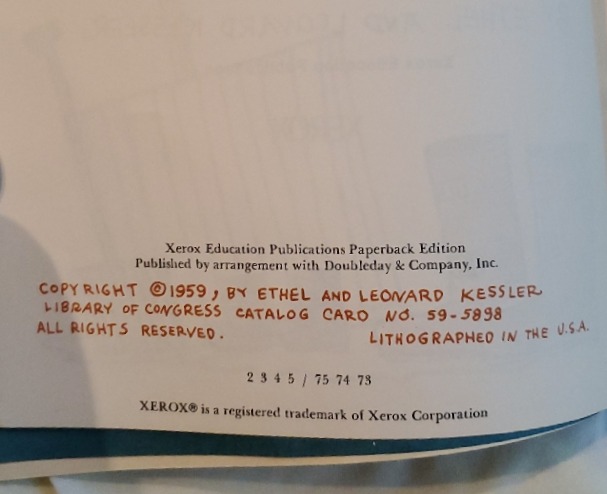 Xerox Education Publications Paperback Edition
Published by arrangement with Doubleday & Company, Inc.
COPYRIGHT ©1959, BY ETHEL AND LEONARD KESSLER
LIBRARY OF CONGRESS CATALOG CARD NO. 59-5898
ALL RIGHTS RESERVED. LITHOGRAPHED IN THE U.S.A.
2 3 4 5 / 75 74 73
XEROX® is a registered trademark of Xerox Corporation